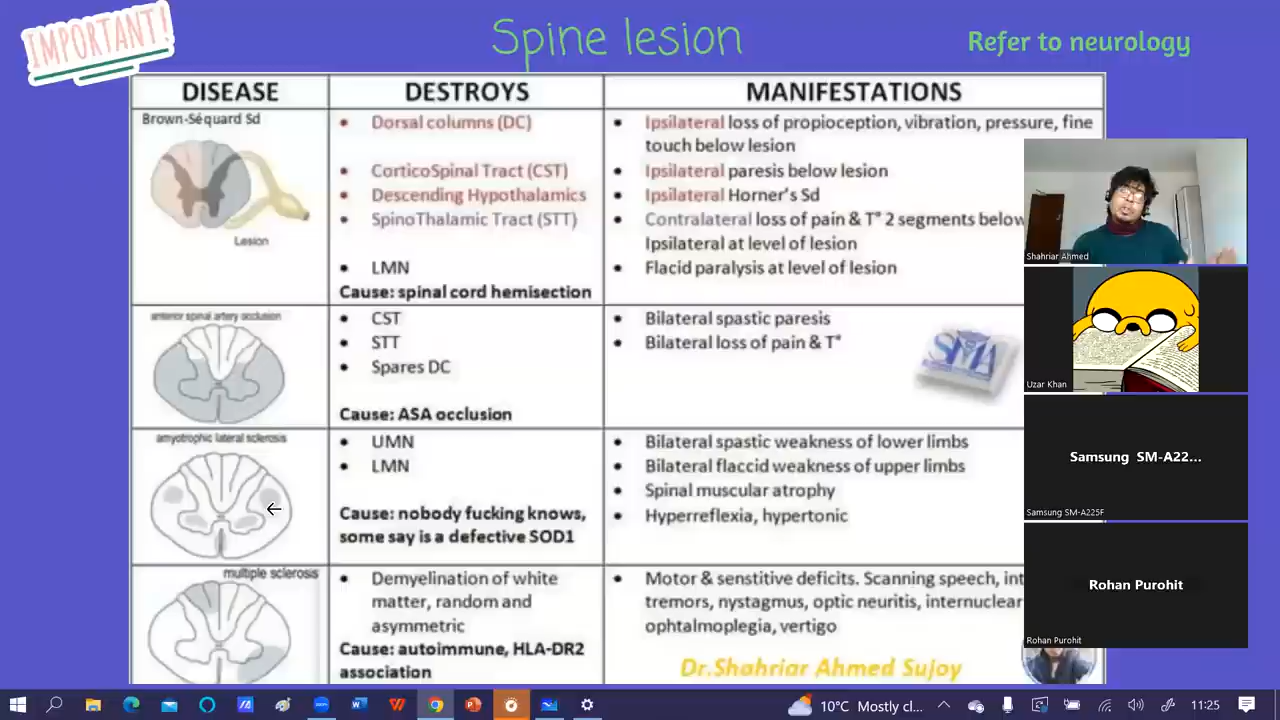 IMPORTANT!
Spine lesion
Refer to neurology
DISEASE
DESTROYS
MANIFESTATIONS
Brown-Séquard Sd
Lesion
• Dorsal columns (DC)
• CorticoSpinal Tract (CST)
• Descending Hypothalamics
• SpinoThalamic Tract (STT)
• LMN
Cause: spinal cord hemisection
• Ipsilateral loss of propioception, vibration, pressure, fine
touch below lesion
• Ipsilateral paresis below lesion
• Ipsilateral Horner's Sd
• Contralateral loss of pain & T° 2 segments below
Ipsilateral at level of lesion
• Flacid paralysis at level of lesion
anterior spinal artery occlusion
• CST
• STT
• Spares DC
Cause: ASA occlusion
• Bilateral spastic paresis
• Bilateral loss of pain & T°
SMA
amyotrophic lateral sclerosis
• UMN
• LMN
Cause: nobody fucking knows,
some say is a defective SOD1
• Bilateral spastic weakness of lower limbs
• Bilateral flaccid weakness of upper limbs
• Spinal muscular atrophy
• Hyperreflexia, hypertonic
multiple sclerosis
• Demyelination of white
matter, random and
asymmetric
Cause: autoimmune, HLA-DR2
association
• Motor & senstitive deficits. Scanning speech, int
tremors, nystagmus, optic neuritis, internuclear
ophtalmoplegia, vertigo
Dr.Shahriar Ahmed Sujoy
Shahriar Ahmed
Uzar Khan
Samsung SM-A22...
Samsung SM-A225F
Rohan Purohit
Rohan Purohit
10°C Mostly cl...
11:25